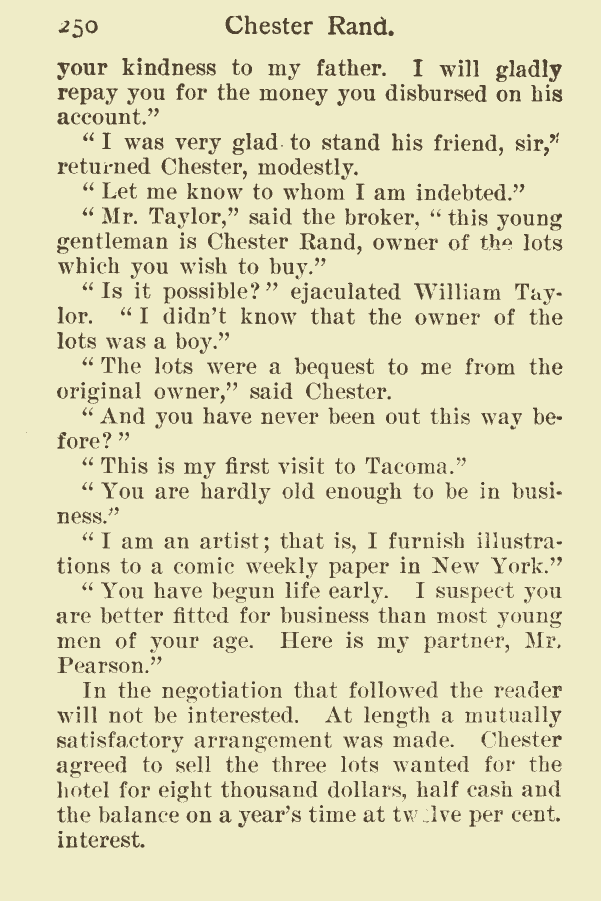 250 Chester Rand.
your kindness to my father. I will gladly
repay you for the money you disbursed on his
account.”
“ I was very glad to stand his friend, sir,”
returned Chester, modestly.
“ Let me know to whom I am indebted.”
“ Mr. Taylor,” said the broker, “ this young
gentleman is Chester Rand, owner of the lots
which you wish to buy.”
“ Is it possible? ” ejaculated William Tay-
lor. “ I didn’t know that the owner of the
lots was a boy.”
“ The lots were a bequest to me from the
original owner,” said Chester.
“ And you have never been out this way be-
fore? ”
“ This is my first visit to Tacoma.”
“ You are hardly old enough to be in busi-
ness.”
“ I am an artist; that is, I furnish illustra-
tions to a comic weekly paper in New York.”
“ You have begun life early. I suspect you
are better fitted for business than most young
men of your age. Here is my partner, Mr.
Pearson.”
In the negotiation that followed the reader
will not be interested. At length a mutually
satisfactory arrangement was made. Chester
agreed to sell the three lots wanted for the
hotel for eight thousand dollars, half cash and
the balance on a year’s time at twelve per cent.
interest.